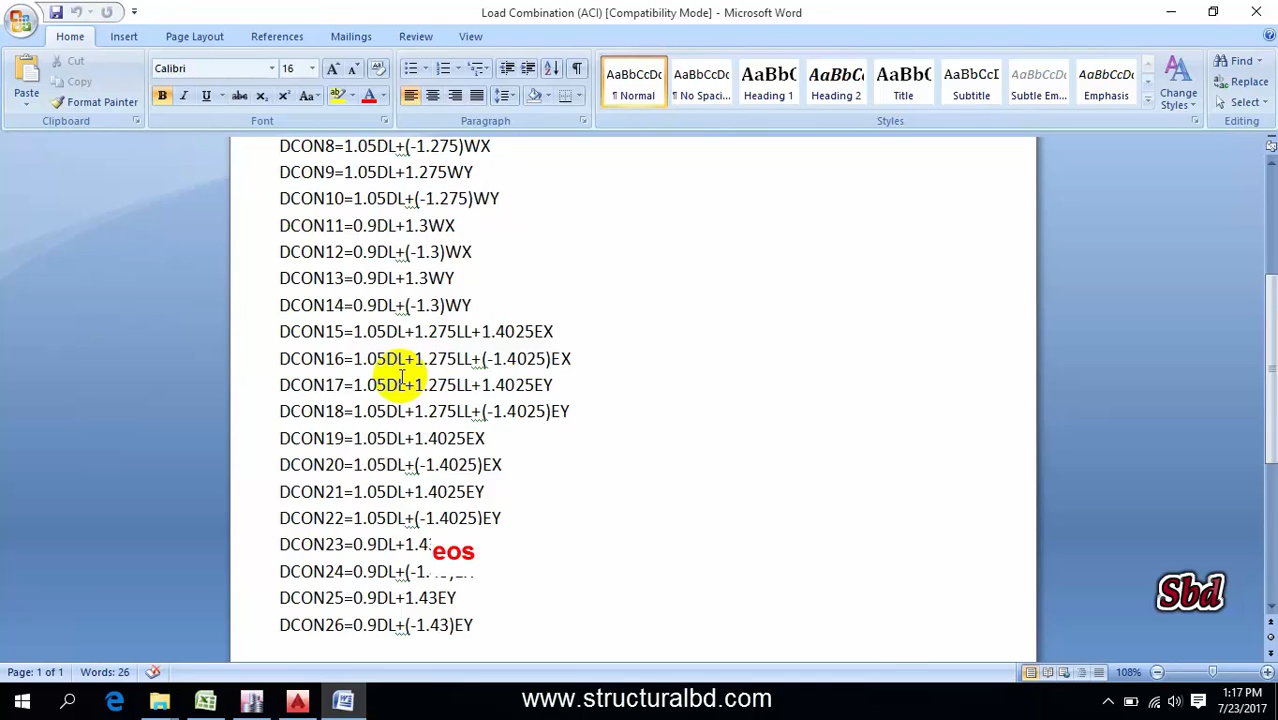 Load Combination (ACI) [Compatibility Mode] - Microsoft Word
Home Insert Page Layout References Mailings Review View
Paste
Cut
Copy
Format Painter
Clipboard
Calibri 16
B I U abc x₂ x² Aa
Font
Paragraph
AaBbCcDc AaBbCcDc AaBbC AaBbCc AaBbC AaBbCcI AaBbCcDc AaBbCcDc
¶ Normal ¶ No Spaci... Heading 1 Heading 2 Title Subtitle Subtle Em... Emphasis
Change Styles
Styles
Find
Replace
Select
Editing
DCON8=1.05DL+(-1.275)WX
DCON9=1.05DL+1.275WY
DCON10=1.05DL+(-1.275)WY
DCON11=0.9DL+1.3WX
DCON12=0.9DL+(-1.3)WX
DCON13=0.9DL+1.3WY
DCON14=0.9DL+(-1.3)WY
DCON15=1.05DL+1.275LL+1.4025EX
DCON16=1.05DL+1.275LL+(-1.4025)EX
DCON17=1.05DL+1.275LL+1.4025EY
DCON18=1.05DL+1.275LL+(-1.4025)EY
DCON19=1.05DL+1.4025EX
DCON20=1.05DL+(-1.4025)EX
DCON21=1.05DL+1.4025EY
DCON22=1.05DL+(-1.4025)EY
DCON23=0.9DL+1.43
eos
DCON24=0.9DL+(-1.
DCON25=0.9DL+1.43EY
DCON26=0.9DL+(-1.43)EY
Sbd
Page: 1 of 1 Words: 26 108%
www.structuralbd.com
1:17 PM
7/23/2017